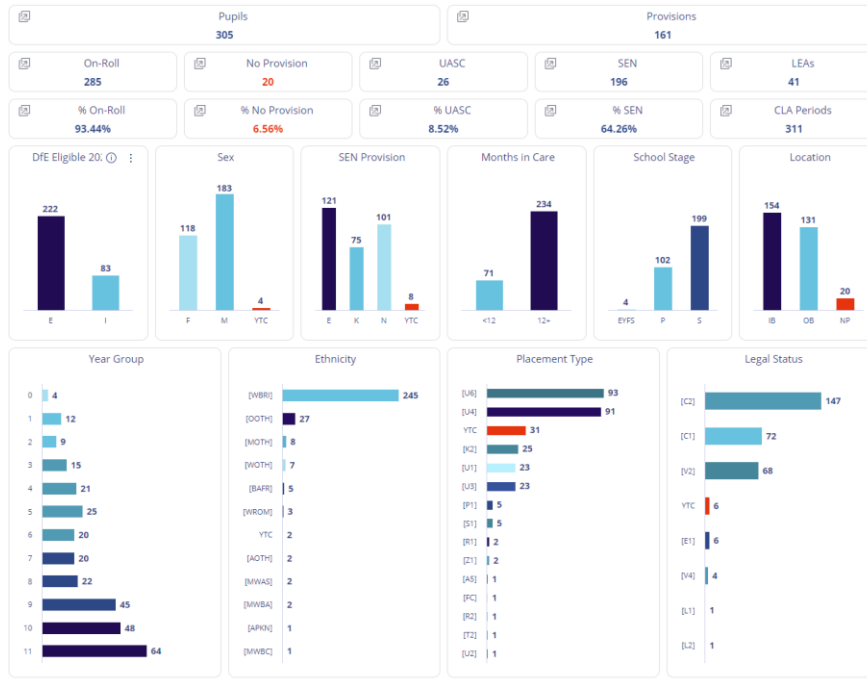 Pupils
305
Provisions
161
On-Roll
285
No Provision
20
UASC
26
SEN
196
LEAs
41
% On-Roll
93.44%
% No Provision
6.56%
% UASC
8.52%
% SEN
64.26%
CLA Periods
311
DfE Eligible 20:
222
83
E I
Sex
118
183
4
F M YTC
SEN Provision
121
75
101
8
E K N YTC
Months in Care
71
234
<12 12+
School Stage
4
102
199
EYFS P S
Location
154
131
20
IB OB NP
Year Group
0 4
1 12
2 9
3 15
4 21
5 25
6 20
7 20
8 22
9 45
10 48
11 64
Ethnicity
[WBRI] 245
[OOTH] 27
[MOTH] 8
[WOTH] 7
[BAFR] 5
[WROM] 3
YTC 2
[AOTH] 2
[MWAS] 2
[MWBA] 2
[APKN] 1
[MWBC] 1
Placement Type
[U6] 93
[U4] 91
YTC 31
[K2] 25
[U1] 23
[U3] 23
[P1] 5
[S1] 5
[R1] 2
[Z1] 2
[A5] 1
[FC] 1
[R2] 1
[T2] 1
[U2] 1
Legal Status
[C2] 147
[C1] 72
[V2] 68
YTC 6
[E1] 6
[V4] 4
[L1] 1
[L2] 1